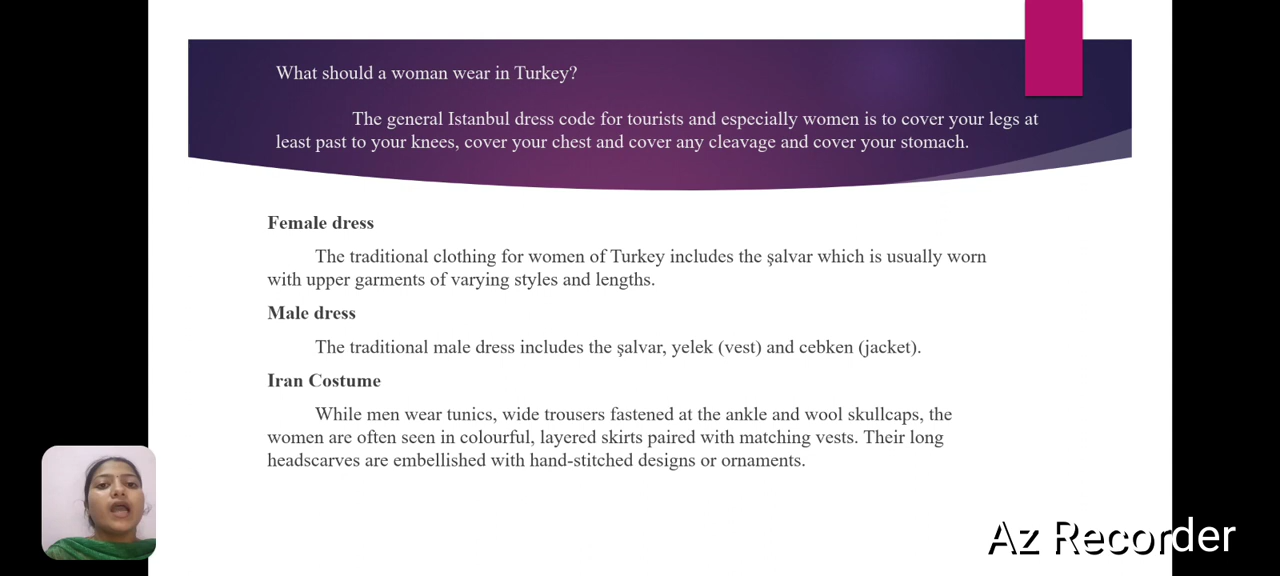 What should a woman wear in Turkey?
The general Istanbul dress code for tourists and especially women is to cover your legs at
least past to your knees, cover your chest and cover any cleavage and cover your stomach.
Female dress
The traditional clothing for women of Turkey includes the şalvar which is usually worn
with upper garments of varying styles and lengths.
Male dress
The traditional male dress includes the şalvar, yelek (vest) and cebken (jacket).
Iran Costume
While men wear tunics, wide trousers fastened at the ankle and wool skullcaps, the
women are often seen in colourful, layered skirts paired with matching vests. Their long
headscarves are embellished with hand-stitched designs or ornaments.
Az Recorder